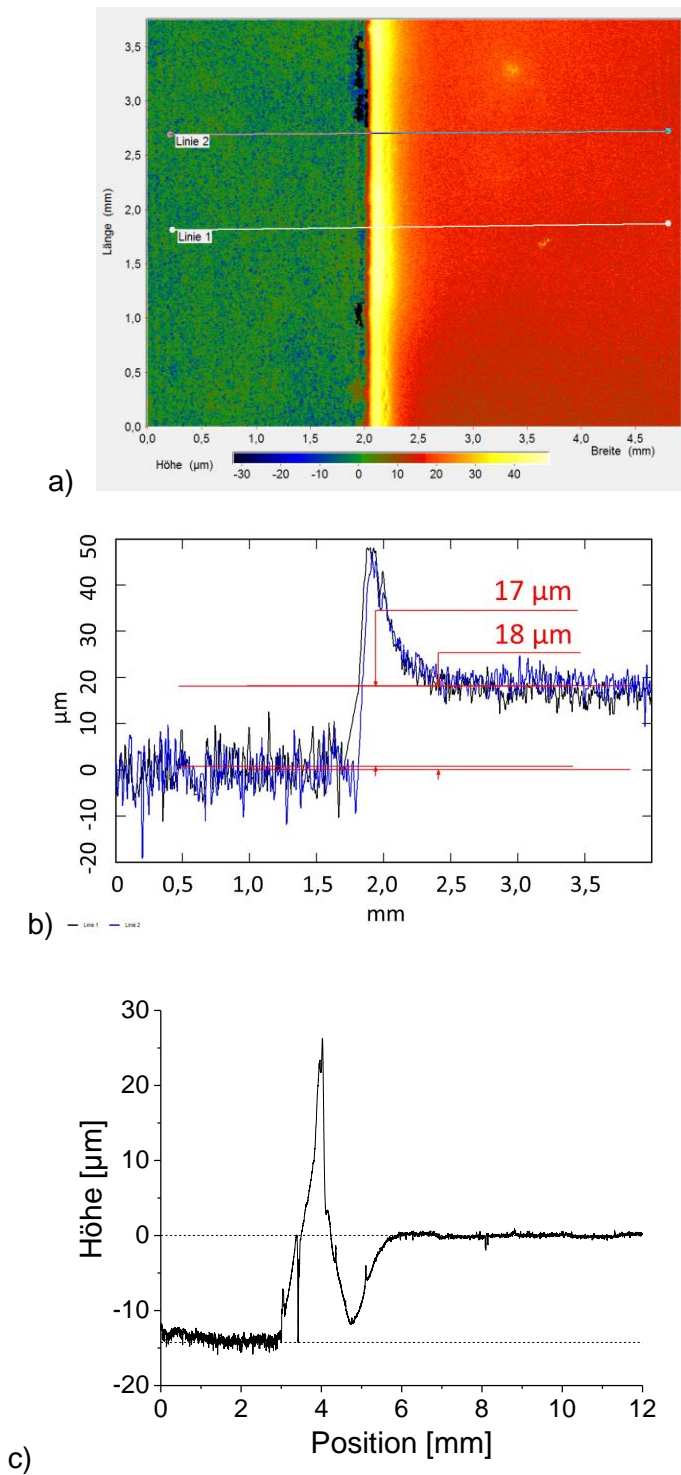 3,5
3,0
Linie 2
2,5
Länge (mm)
2,0
Linie 1
1,5
1,0
0,5
0,0
0,0 0,5 1,0 1,5 2,0 2,5 3,0 3,5 4,0 4,5
Breite (mm)
Höhe (µm)
-30 -20 -10 0 10 20 30 40
a)
50
40
17 µm
30
18 µm
µm
20
10
0
-10
-20
0 0,5 1,0 1,5 2,0 2,5 3,0 3,5
mm
b) Linie 1 Linie 2
30
20
Höhe [µm]
10
0
-10
-20
0 2 4 6 8 10 12
Position [mm]
c)